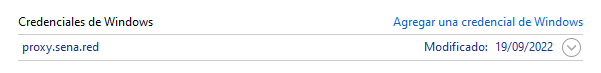 Credenciales de Windows Agregar una credencial de Windows
proxy.sena.red Modificado: 19/09/2022